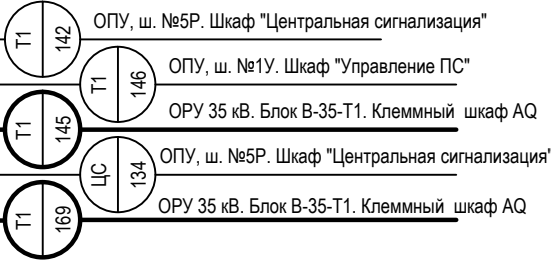 Т1 142 ОПУ, ш. №5Р. Шкаф "Центральная сигнализация"
Т1 146 ОПУ, ш. №1У. Шкаф "Управление ПС"
Т1 145 ОРУ 35 кВ. Блок В-35-Т1. Клеммный шкаф AQ
ЦС 134 ОПУ, ш. №5Р. Шкаф "Центральная сигнализация"
Т1 169 ОРУ 35 кВ. Блок В-35-Т1. Клеммный шкаф AQ